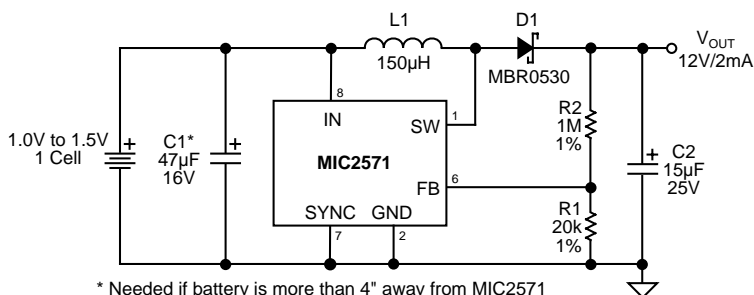 L1
150µH
D1
MBR0530
VOUT
12V/2mA
8
IN
SW
1
1.0V to 1.5V
1 Cell
C1*
47µF
16V
MIC2571
R2
1M
1%
C2
15µF
25V
FB
6
SYNC
GND
7
2
R1
20k
1%
* Needed if battery is more than 4" away from MIC2571